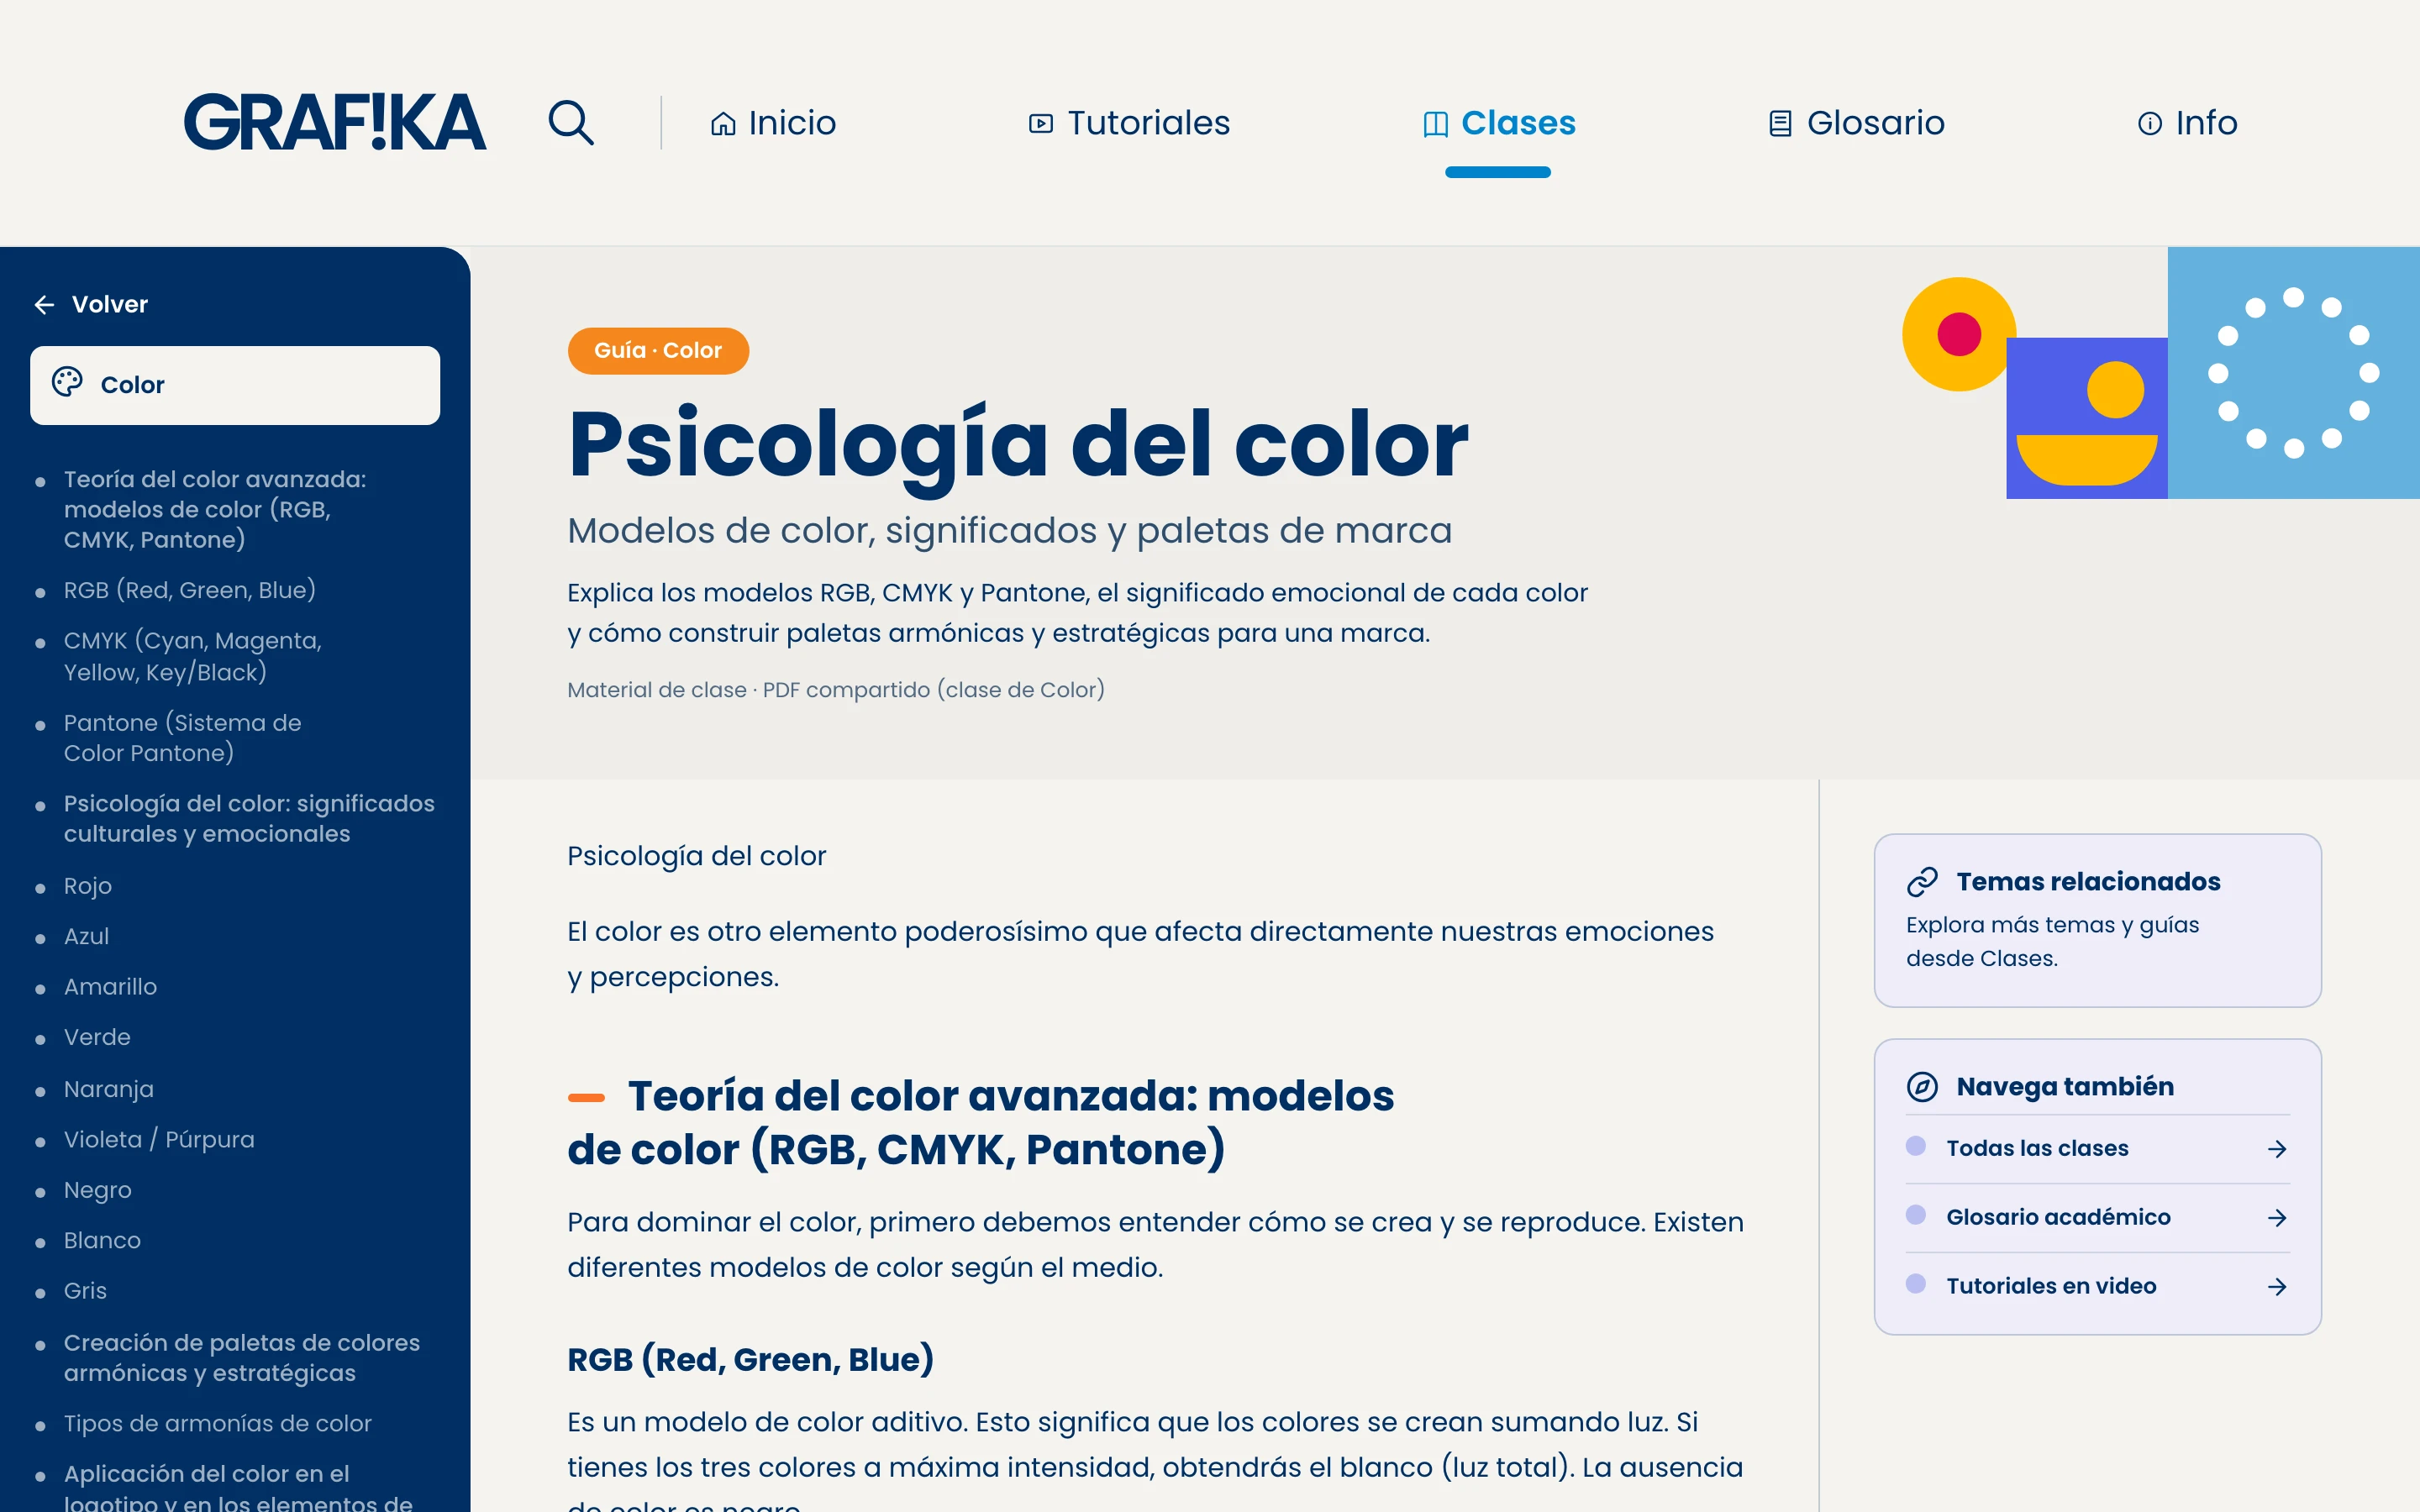 GRAF!KA
Inicio
Tutoriales
Clases
Glosario
Info
Volver
Color
Teoría del color avanzada:
modelos de color (RGB,
CMYK, Pantone)
RGB (Red, Green, Blue)
CMYK (Cyan, Magenta,
Yellow, Key/Black)
Pantone (Sistema de
Color Pantone)
Psicología del color: significados
culturales y emocionales
Rojo
Azul
Amarillo
Verde
Naranja
Violeta / Púrpura
Negro
Blanco
Gris
Creación de paletas de colores
armónicas y estratégicas
Tipos de armonías de color
Aplicación del color en el
logotipo y en los elementos de
Guía · Color
Psicología del color
Modelos de color, significados y paletas de marca
Explica los modelos RGB, CMYK y Pantone, el significado emocional de cada color
y cómo construir paletas armónicas y estratégicas para una marca.
Material de clase · PDF compartido (clase de Color)
Psicología del color
El color es otro elemento poderosísimo que afecta directamente nuestras emociones
y percepciones.
Teoría del color avanzada: modelos
de color (RGB, CMYK, Pantone)
Para dominar el color, primero debemos entender cómo se crea y se reproduce. Existen
diferentes modelos de color según el medio.
RGB (Red, Green, Blue)
Es un modelo de color aditivo. Esto significa que los colores se crean sumando luz. Si
tienes los tres colores a máxima intensidad, obtendrás el blanco (luz total). La ausencia
de color es negro.
Temas relacionados
Explora más temas y guías
desde Clases.
Navega también
Todas las clases
Glosario académico
Tutoriales en video